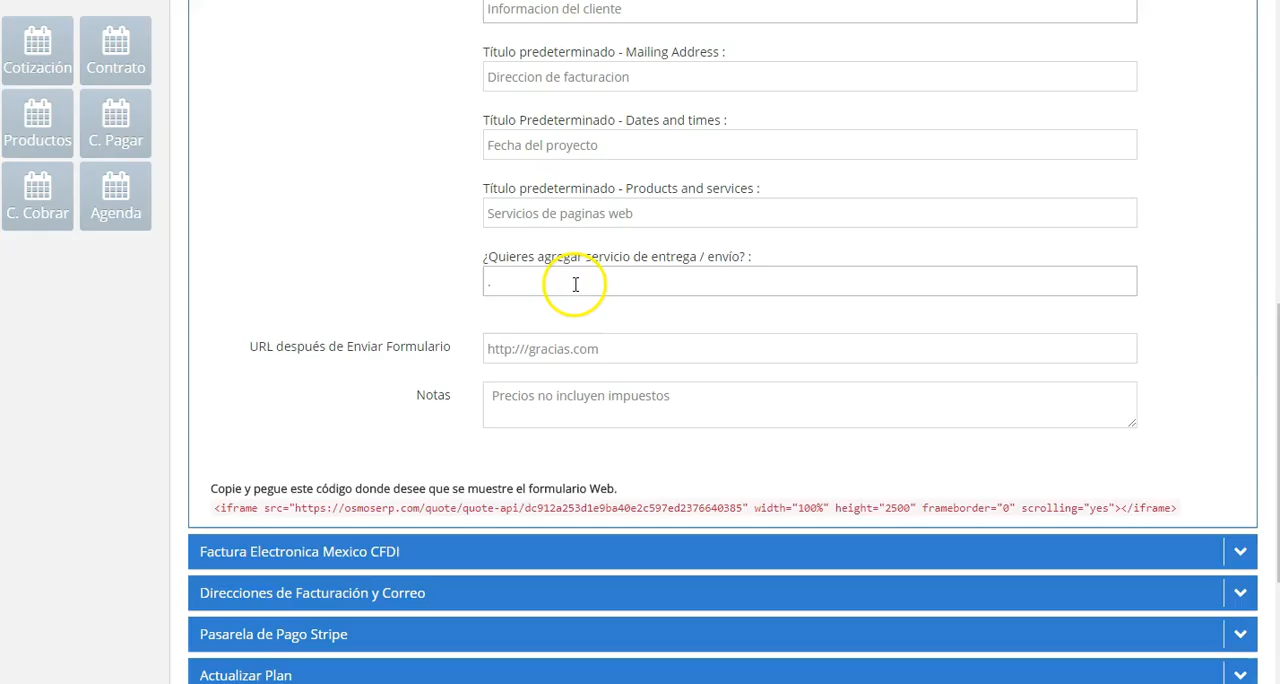 Informacion del cliente
Cotización
Contrato
Título predeterminado - Mailing Address :
Direccion de facturacion
Productos
C. Pagar
Título Predeterminado - Dates and times :
Fecha del proyecto
C. Cobrar
Agenda
Título predeterminado - Products and services :
Servicios de paginas web
¿Quieres agregar servicio de entrega / envío? :
.
URL después de Enviar Formulario
http:///gracias.com
Notas
Precios no incluyen impuestos
Copie y pegue este código donde desee que se muestre el formulario Web.
<iframe src="https://osmoserp.com/quote/quote-api/dc912a253d1e9ba40e2c597ed2376640385" width="100%" height="2500" frameborder="0" scrolling="yes"></iframe>
Factura Electronica Mexico CFDI
Direcciones de Facturación y Correo
Pasarela de Pago Stripe
Actualizar Plan